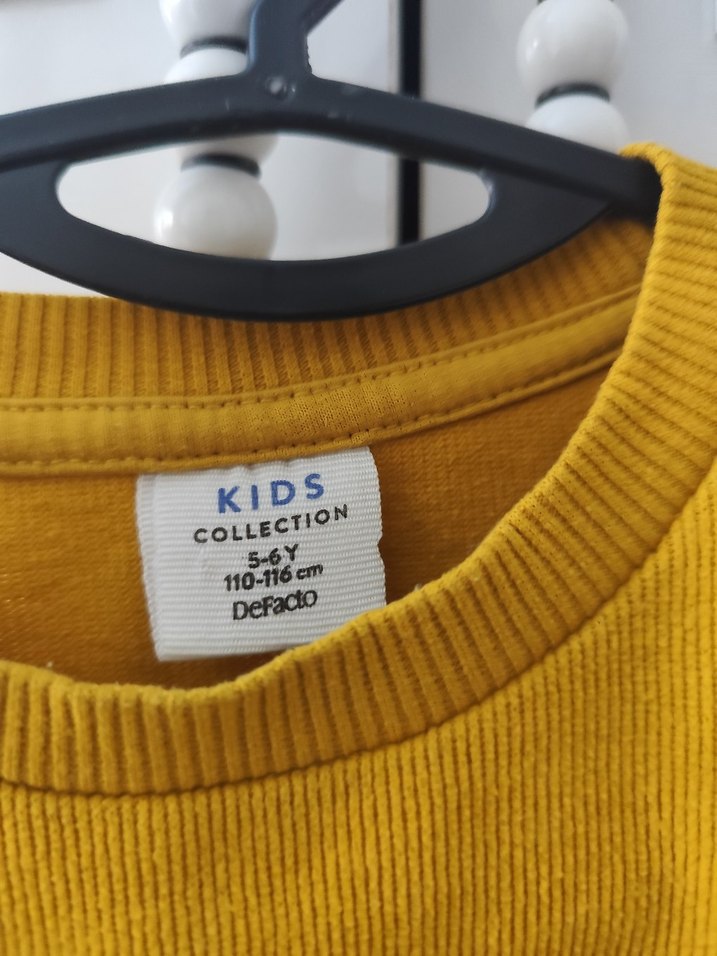 KIDS
COLLECTION
5-6 Y
110-116 cm
DeFacto